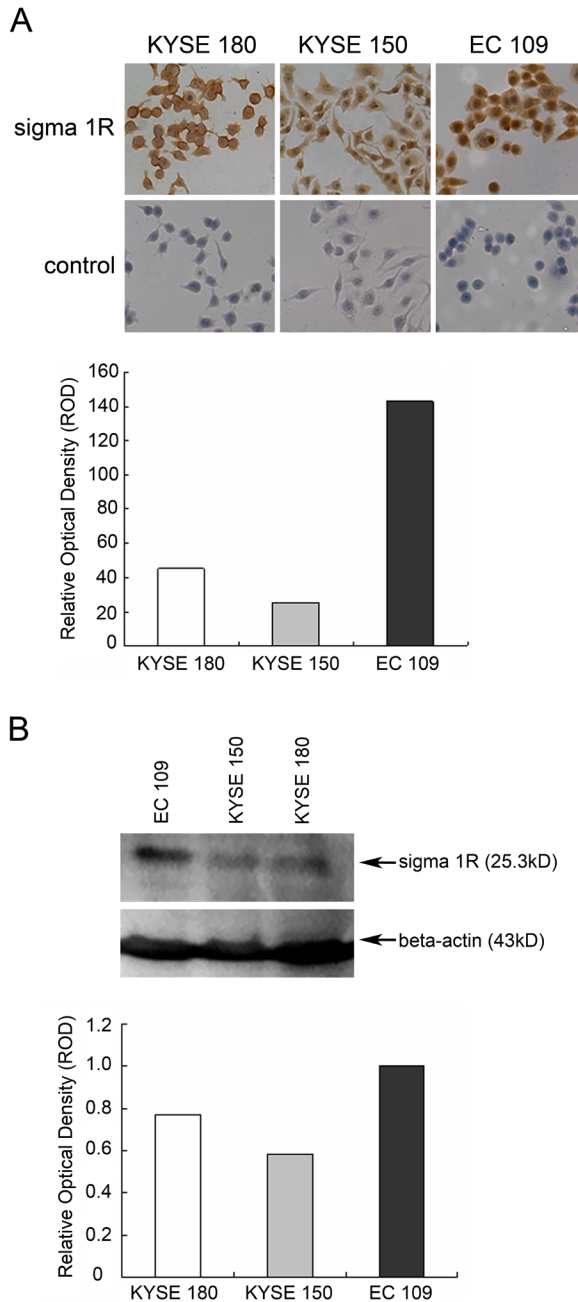 A
KYSE 180
KYSE 150
EC 109
sigma 1R
control
Relative Optical Density (ROD)
160
140
120
100
80
60
40
20
0
KYSE 180
KYSE 150
EC 109
B
EC 109
KYSE 150
KYSE 180
sigma 1R (25.3kD)
beta-actin (43kD)
Relative Optical Density (ROD)
1.2
1.0
0.8
0.6
0.4
0.2
0
KYSE 180
KYSE 150
EC 109